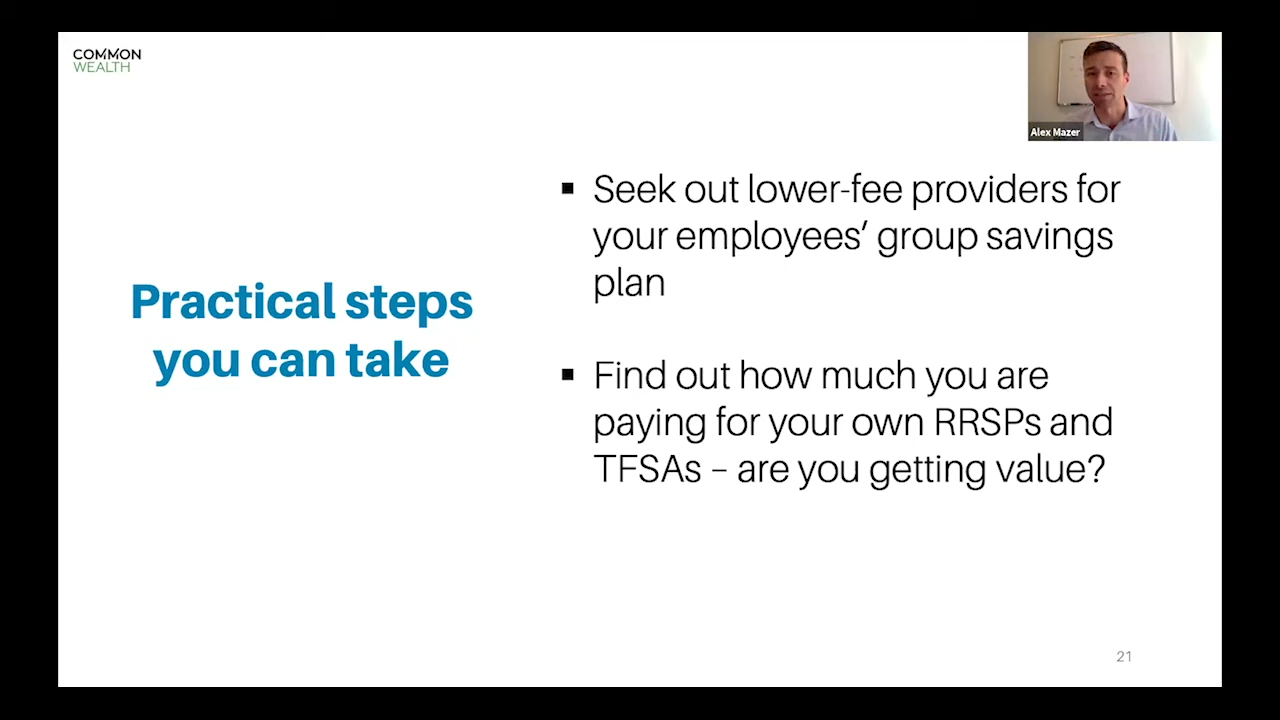 COMMON
WEALTH
Alex Mazer
Practical steps
you can take
▪ Seek out lower-fee providers for
your employees’ group savings
plan
▪ Find out how much you are
paying for your own RRSPs and
TFSAs – are you getting value?
21